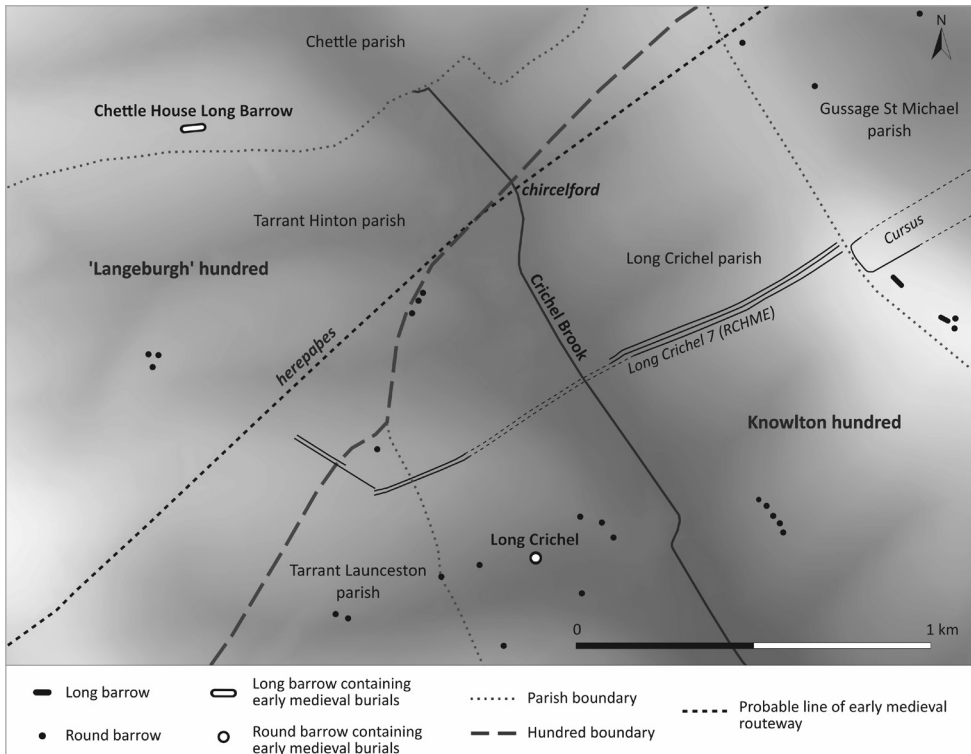 Chettle parish
N
Chettle House Long Barrow
Gussage St Michael
parish
chircelford
Tarrant Hinton parish
Cursus
'Langeburgh' hundred
Long Crichel parish
Crichel Brook
herepaþes
Long Crichel 7 (RCHME)
Knowlton hundred
Long Crichel
Tarrant Launceston
parish
0
1 km
Long barrow
Long barrow containing
early medieval burials
Parish boundary
Probable line of early medieval
routeway
Round barrow
Round barrow containing
early medieval burials
Hundred boundary